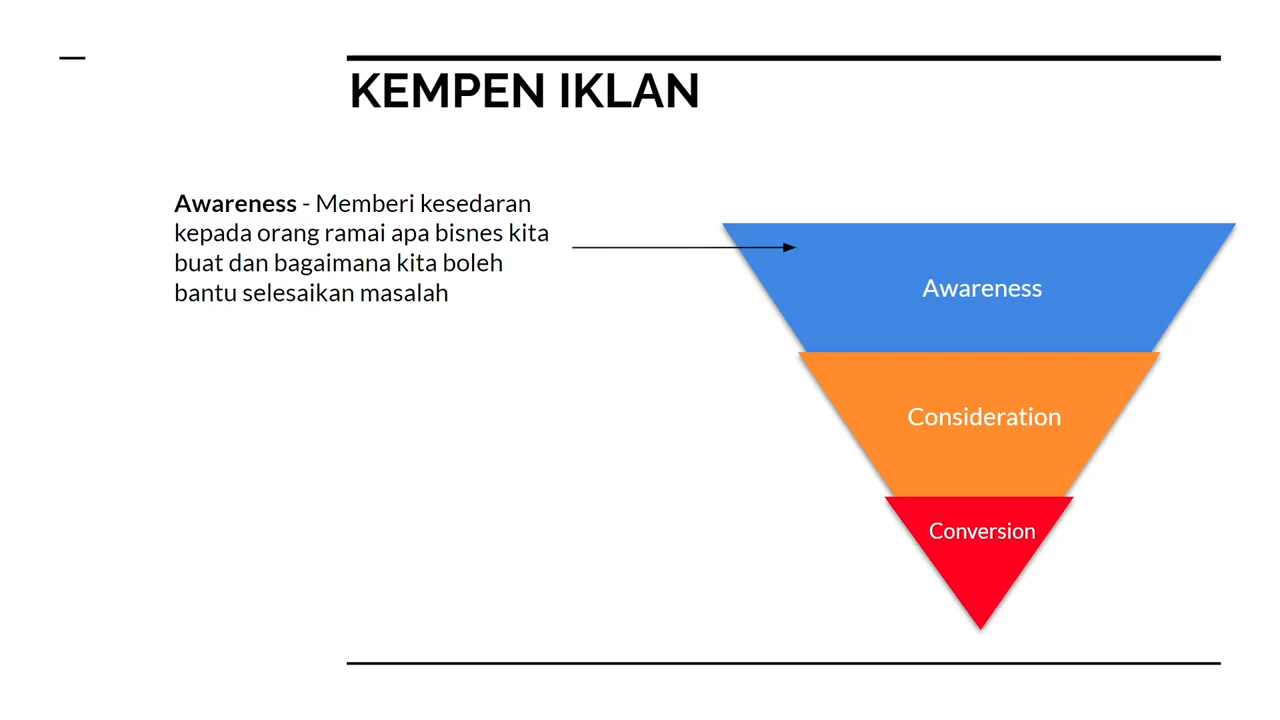 KEMPEN IKLAN
Awareness - Memberi kesedaran
kepada orang ramai apa bisnes kita
buat dan bagaimana kita boleh
bantu selesaikan masalah
Awareness
Consideration
Conversion